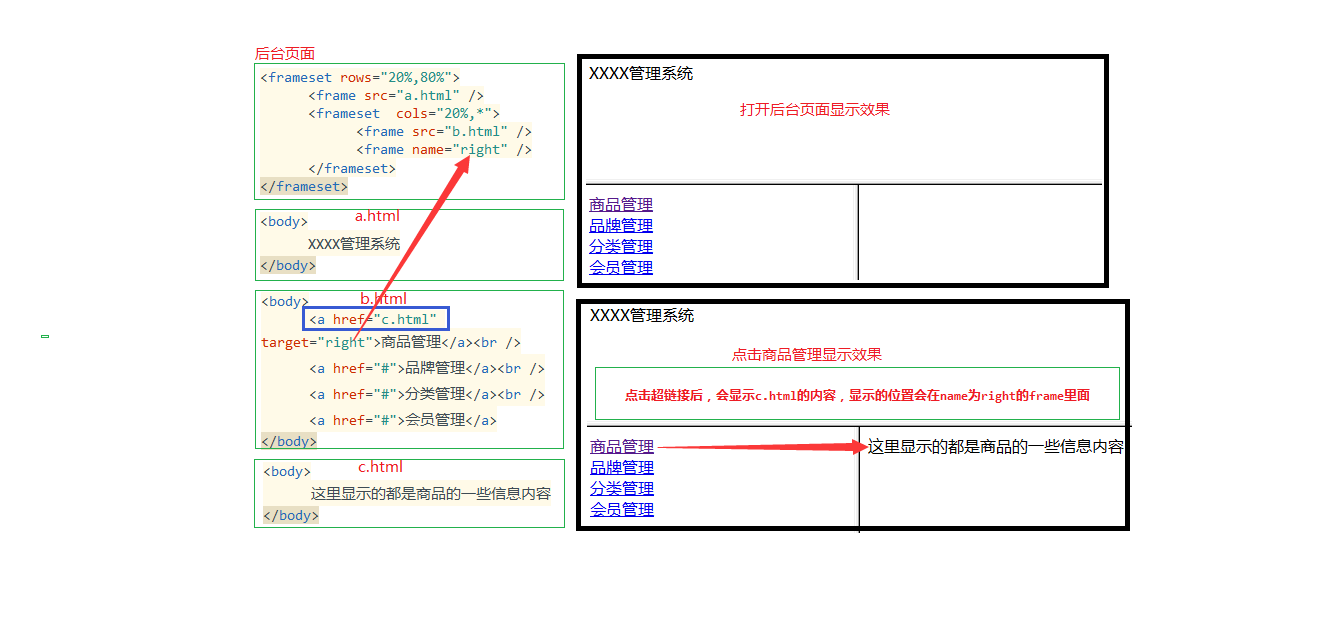 后台页面
<frameset rows="20%,80%">
<frame src="a.html" />
<frameset  cols="20%,*">
<frame src="b.html" />
<frame name="right" />
</frameset>
</frameset>
a.html
<body>
XXXX管理系统
</body>
b.html
<body>
<a href="c.html"
target="right">商品管理</a><br />
<a href="#">品牌管理</a><br />
<a href="#">分类管理</a><br />
<a href="#">会员管理</a>
</body>
c.html
<body>
这里显示的都是商品的一些信息内容
</body>
XXXX管理系统
打开后台页面显示效果
商品管理
品牌管理
分类管理
会员管理
XXXX管理系统
点击商品管理显示效果
点击超链接后，会显示c.html的内容，显示的位置会在name为right的frame里面
商品管理
这里显示的都是商品的一些信息内容
品牌管理
分类管理
会员管理